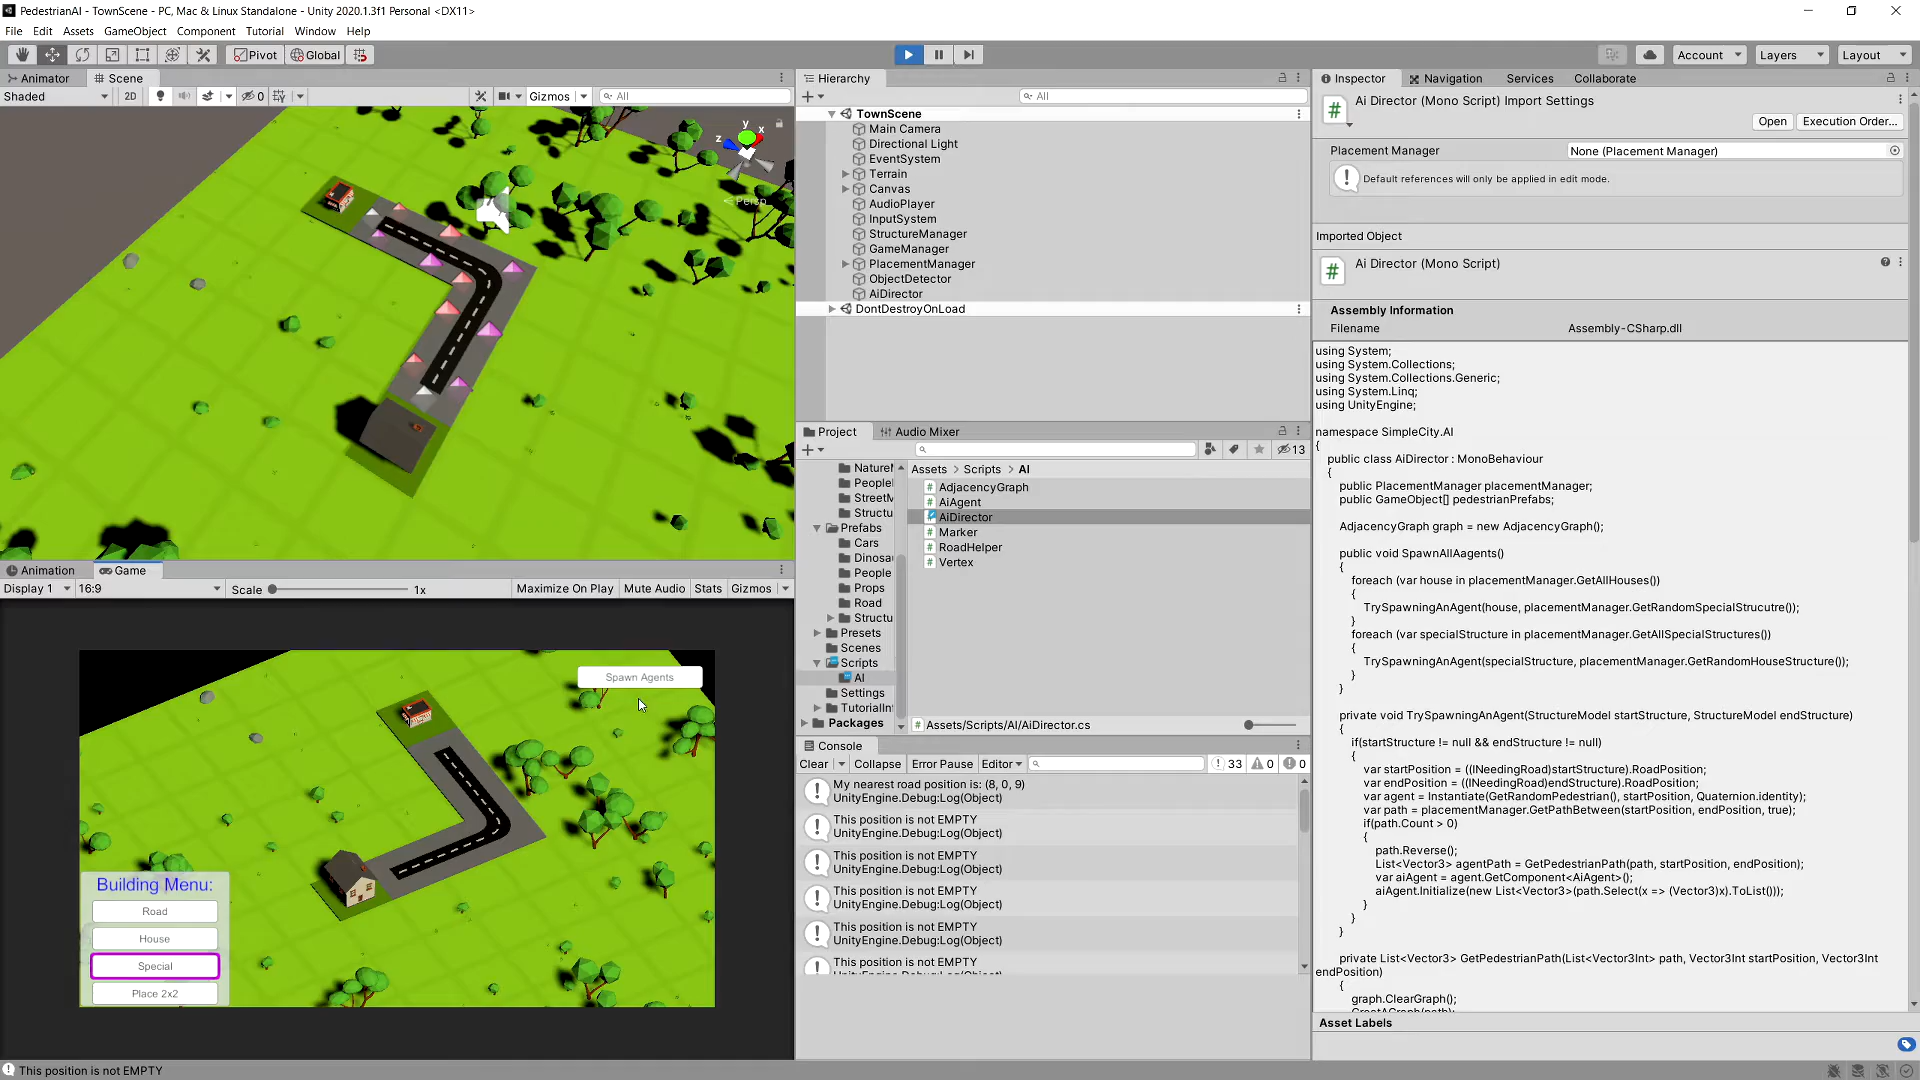 PedestrianAI - TownScene - PC, Mac & Linux Standalone - Unity 2020.1.3f1 Personal <DX11>
File Edit Assets GameObject Component Tutorial Window Help
Pivot Global Account Layers Layout
Animator Scene
Shaded 2D 0 Gizmos All
y x z
Persp
Animation Game
Display 1 16:9 Scale 1x Maximize On Play Mute Audio Stats Gizmos
Spawn Agents
Building Menu:
Road
House
Special
Place 2x2
Hierarchy
All
TownScene
Main Camera
Directional Light
EventSystem
Terrain
Canvas
AudioPlayer
InputSystem
StructureManager
GameManager
PlacementManager
ObjectDetector
AiDirector
DontDestroyOnLoad
Project Audio Mixer
13
Nature
People
StreetM
Structu
Prefabs
Cars
Dinosa
People
Props
Road
Structu
Presets
Scenes
Scripts
AI
Settings
TutorialIn
Packages
Assets > Scripts > AI
AdjacencyGraph
AiAgent
AiDirector
Marker
RoadHelper
Vertex
Assets/Scripts/AI/AiDirector.cs
Console
Clear Collapse Error Pause Editor 33 0 0
My nearest road position is: (8, 0, 9)
UnityEngine.Debug:Log(Object)
This position is not EMPTY
UnityEngine.Debug:Log(Object)
This position is not EMPTY
UnityEngine.Debug:Log(Object)
This position is not EMPTY
UnityEngine.Debug:Log(Object)
This position is not EMPTY
UnityEngine.Debug:Log(Object)
This position is not EMPTY
UnityEngine.Debug:Log(Object)
Inspector Navigation Services Collaborate
Ai Director (Mono Script) Import Settings
Open Execution Order...
Placement Manager None (Placement Manager)
Default references will only be applied in edit mode.
Imported Object
Ai Director (Mono Script)
Assembly Information
Filename Assembly-CSharp.dll
using System;
using System.Collections;
using System.Collections.Generic;
using System.Linq;
using UnityEngine;
namespace SimpleCity.AI
{
public class AiDirector : MonoBehaviour
{
public PlacementManager placementManager;
public GameObject[] pedestrianPrefabs;
AdjacencyGraph graph = new AdjacencyGraph();
public void SpawnAllAagents()
{
foreach (var house in placementManager.GetAllHouses())
{
TrySpawningAnAgent(house, placementManager.GetRandomSpecialStrucutre());
}
foreach (var specialStructure in placementManager.GetAllSpecialStructures())
{
TrySpawningAnAgent(specialStructure, placementManager.GetRandomHouseStructure());
}
}
private void TrySpawningAnAgent(StructureModel startStructure, StructureModel endStructure)
{
if(startStructure != null && endStructure != null)
{
var startPosition = ((INeedingRoad)startStructure).RoadPosition;
var endPosition = ((INeedingRoad)endStructure).RoadPosition;
var agent = Instantiate(GetRandomPedestrian(), startPosition, Quaternion.identity);
var path = placementManager.GetPathBetween(startPosition, endPosition, true);
if(path.Count > 0)
{
path.Reverse();
List<Vector3> agentPath = GetPedestrianPath(path, startPosition, endPosition);
var aiAgent = agent.GetComponent<AiAgent>();
aiAgent.Initialize(new List<Vector3>(path.Select(x => (Vector3)x).ToList()));
}
}
}
private List<Vector3> GetPedestrianPath(List<Vector3Int> path, Vector3Int startPosition, Vector3Int
endPosition)
{
graph.ClearGraph();
CreatAGraph(path);
Asset Labels
This position is not EMPTY